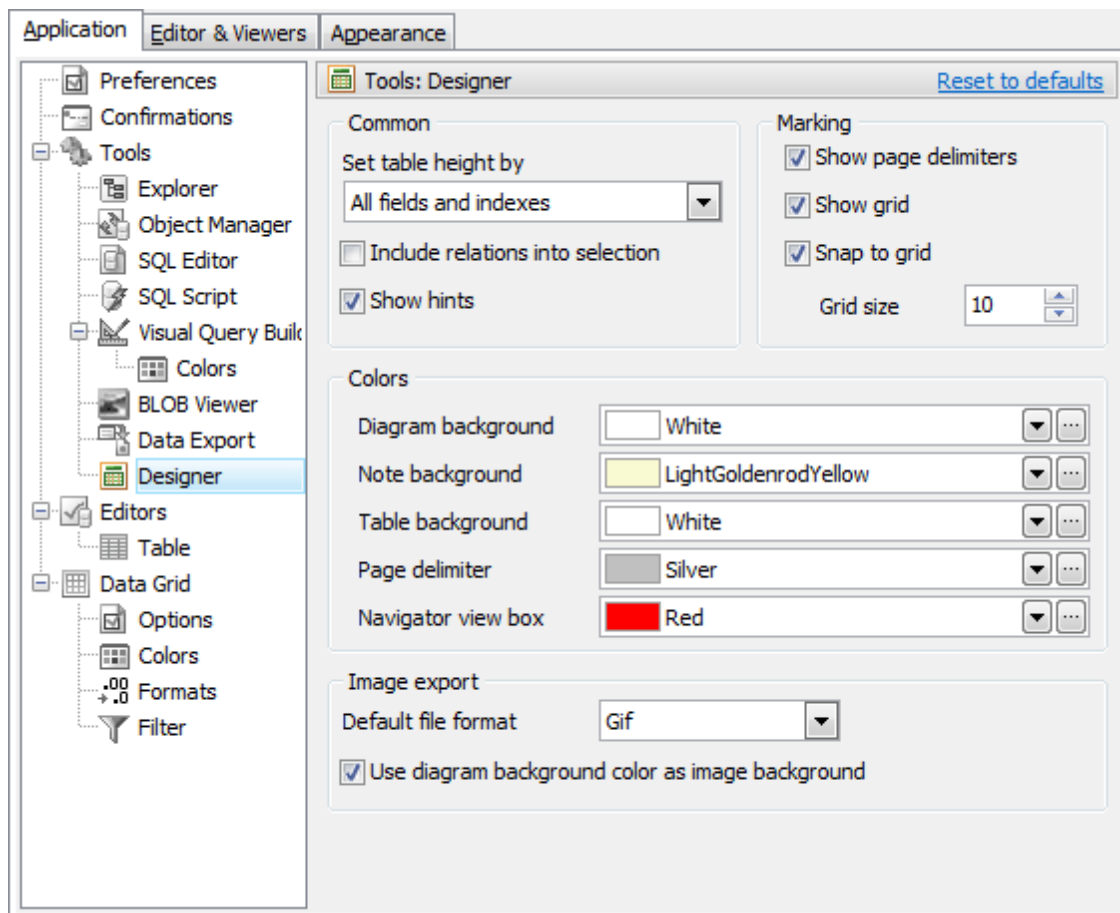 Application
Editor & Viewers
Appearance
Preferences
Confirmations
Tools
Explorer
Object Manager
SQL Editor
SQL Script
Visual Query Builc
Colors
BLOB Viewer
Data Export
Designer
Editors
Table
Data Grid
Options
Colors
Formats
Filter
Tools: Designer
Reset to defaults
Common
Set table height by
All fields and indexes
Include relations into selection
Show hints
Marking
Show page delimiters
Show grid
Snap to grid
Grid size 10
Colors
Diagram background White
Note background LightGoldenrodYellow
Table background White
Page delimiter Silver
Navigator view box Red
Image export
Default file format Gif
Use diagram background color as image background